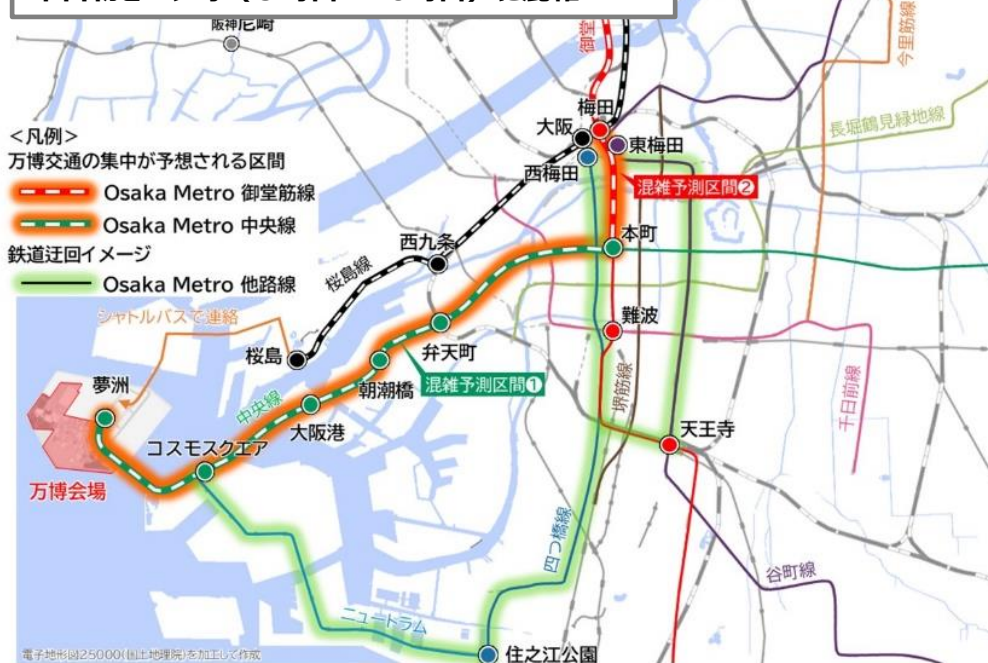 阪神尼崎
御堂
今里筋線
梅田
大阪
東梅田
西梅田
長堀鶴見緑地線
<凡例>
万博交通の集中が予想される区間
Osaka Metro 御堂筋線
Osaka Metro 中央線
鉄道迂回イメージ
Osaka Metro 他路線
混雑予測区間❷
本町
西九条
桜島線
シャトルバスで連絡
難波
弁天町
桜島
混雑予測区間❶
朝潮橋
夢洲
中央線
大阪港
堺筋線
千日前線
コスモスクエア
天王寺
万博会場
四つ橋線
谷町線
ニュートラム
住之江公園
電子地形図25000(国土地理院)を加工して作成